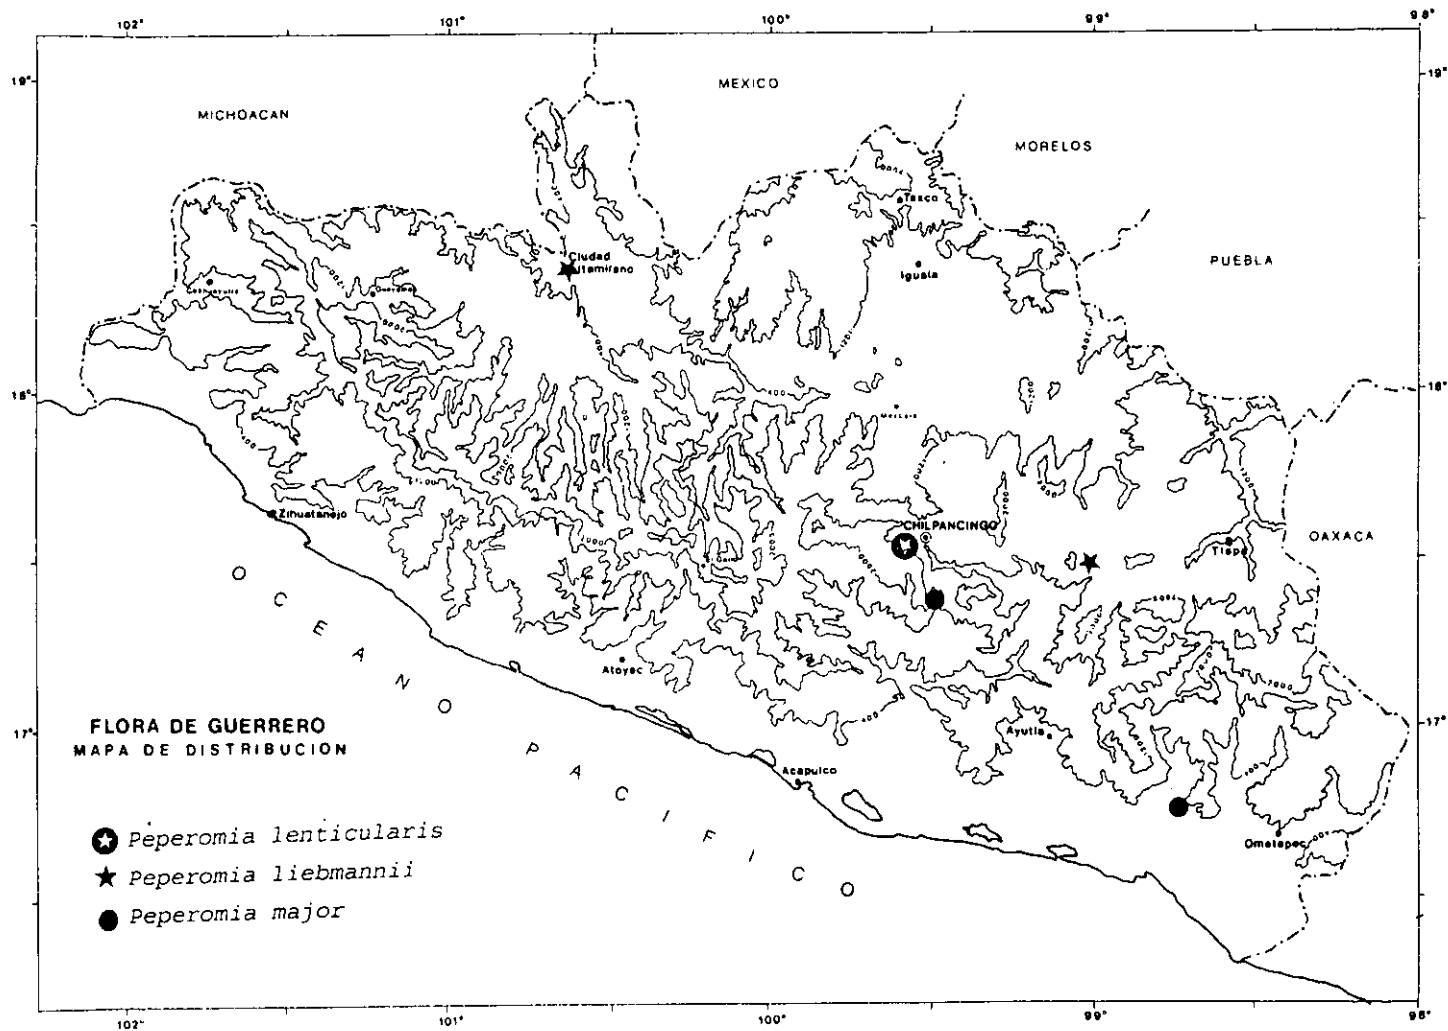 102° 101° 100° 99° 98°
19° 19°
MEXICO
MICHOACAN
MORELOS
Taxco
PUEBLA
Ciudad
Altamirano
Iguala
18° 18°
CHILPANCINGO
Zihuatanejo
OAXACA
Tlapa
Atoyac
17° 17°
FLORA DE GUERRERO
MAPA DE DISTRIBUCION
Ayutla
Acapulco
OCEANO PACIFICO
Ometepec
Peperomia lenticularis
Peperomia liebmannii
Peperomia major
102° 101° 100° 99° 98°